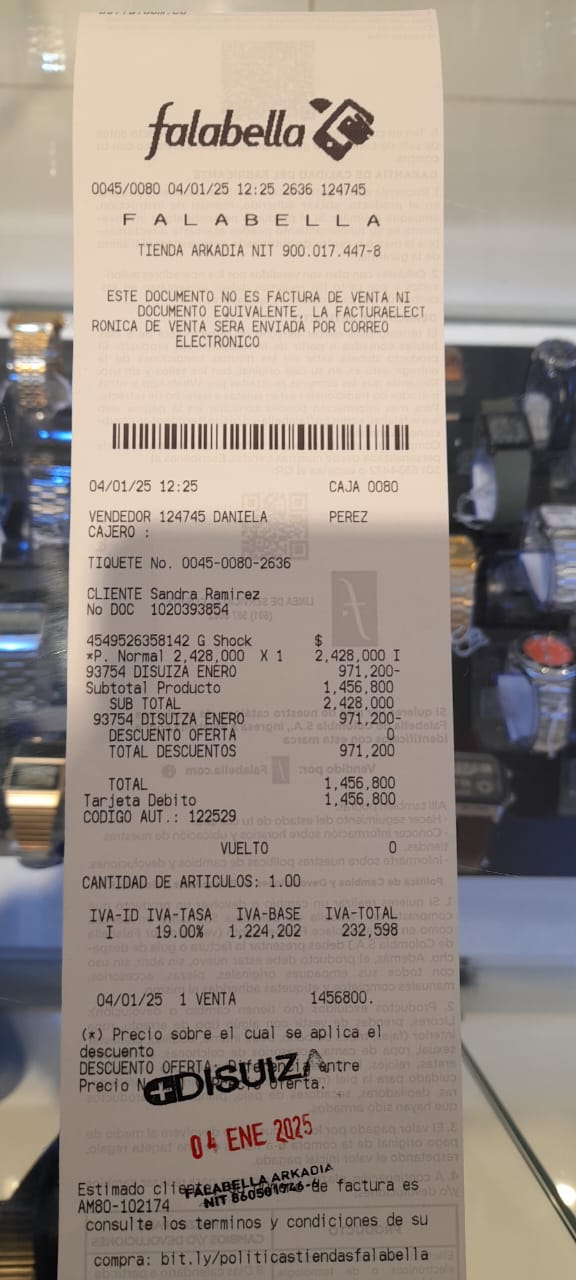 falabella
0045/0080 04/01/25 12:25 2636 124745
F A L A B E L L A
TIENDA ARKADIA NIT 900.017.447-8
ESTE DOCUMENTO NO ES FACTURA DE VENTA NI
DOCUMENTO EQUIVALENTE, LA FACTURAELECT
RONICA DE VENTA SERA ENVIADA POR CORREO
ELECTRONICO
04/01/25 12:25 CAJA 0080
VENDEDOR 124745 DANIELA PEREZ
CAJERO :
TIQUETE No. 0045-0080-2636
CLIENTE Sandra Ramirez
No DOC 1020393854
4549526358142 G Shock $
*P. Normal 2,428,000 X 1 2,428,000 I
93754 DISUIZA ENERO 971,200-
Subtotal Producto 1,456,800
SUB TOTAL 2,428,000
93754 DISUIZA ENERO 971,200-
DESCUENTO OFERTA 0
TOTAL DESCUENTOS 971,200
TOTAL 1,456,800
Tarjeta Debito 1,456,800
CODIGO AUT.: 122529
VUELTO 0
CANTIDAD DE ARTICULOS: 1.00
IVA-ID IVA-TASA IVA-BASE IVA-TOTAL
I 19.00% 1,224,202 232,598
04/01/25 1 VENTA 1456800.
(*) Precio sobre el cual se aplica el
descuento
DESCUENTO OFERTA: Diferencia entre
Precio oferta.
DISUIZA
04 ENE 2025
FALABELLA ARKADIA
Estimado de factura es
AM80-102174
consulte los terminos y condiciones de su
compra: bit.ly/politicastiendasfalabella